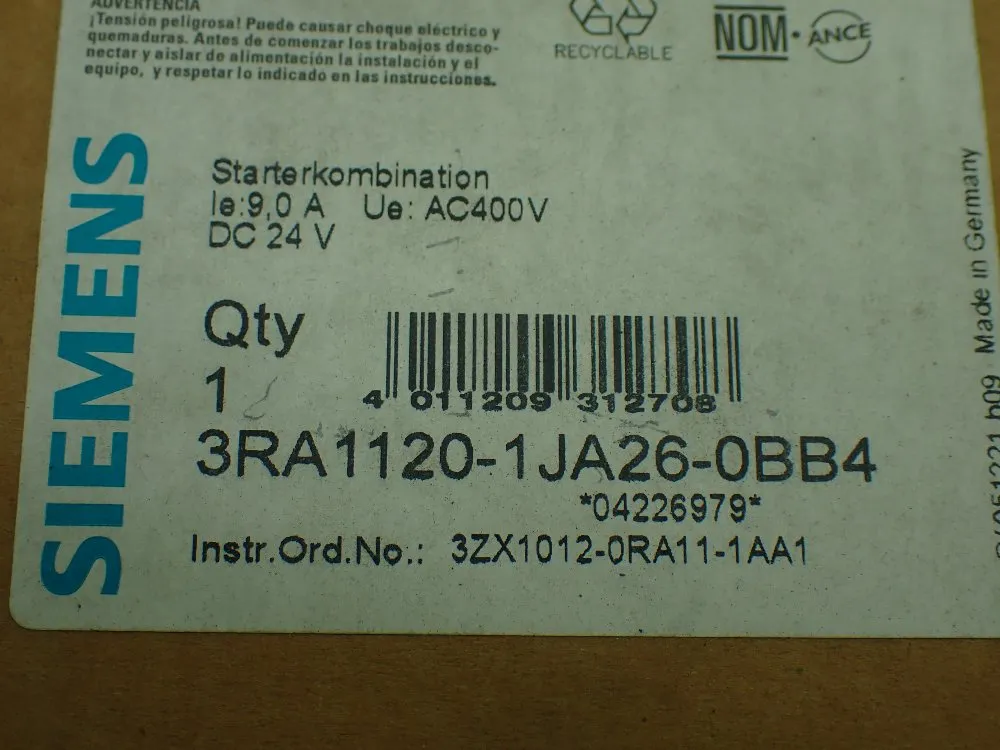 ADVERTENCIA
¡Tensión peligrosa! Puede causar choque eléctrico y
quemaduras. Antes de comenzar los trabajos desco-
nectar y aislar de alimentación la instalación y el
equipo, y respetar lo indicado en las instrucciones.
RECYCLABLE
NOM · ANCE
SIEMENS
Starterkombination
Ie:9,0 A Ue: AC400V
DC 24 V
Qty
1
4 011209 312708
3RA1120-1JA26-0BB4
*04226979*
Instr.Ord.No.: 3ZX1012-0RA11-1AA1
b09 Made in Germany